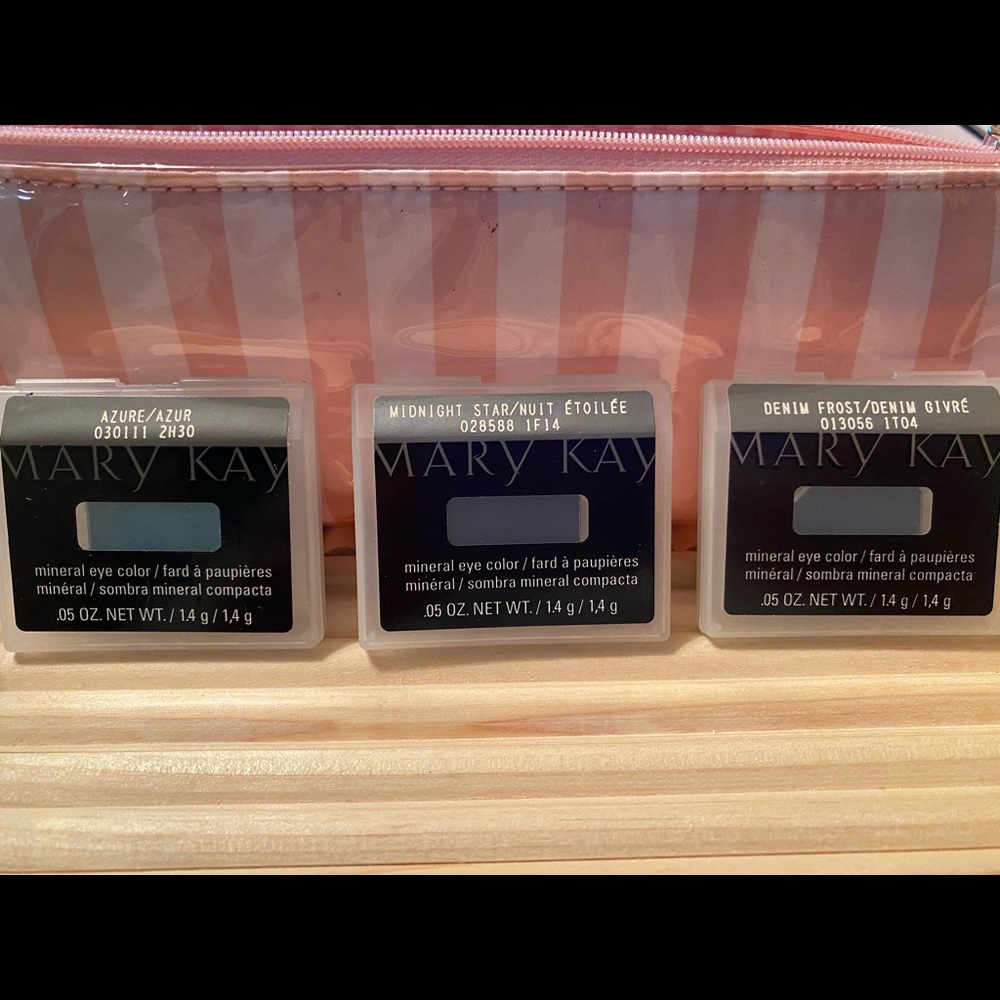 AZURE/AZUR
030111 2H30
MARY KAY
mineral eye color / fard à paupières
minéral / sombra mineral compacta
.05 OZ. NET WT. / 1.4 g / 1,4 g
MIDNIGHT STAR/NUIT ÉTOILÉE
028588 1F14
MARY KAY
mineral eye color / fard à paupières
minéral / sombra mineral compacta
.05 OZ. NET WT. / 1.4 g / 1,4 g
DENIM FROST/DENIM GIVRÉ
013056 1T04
MARY KAY
mineral eye color / fard à paupières
minéral / sombra mineral compacta
.05 OZ. NET WT. / 1.4 g / 1,4 g